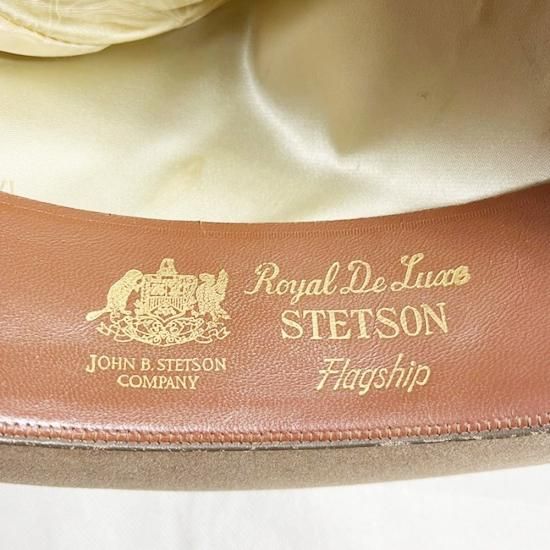 JOHN B. STETSON
COMPANY
Royal De Luxe
STETSON
Flagship